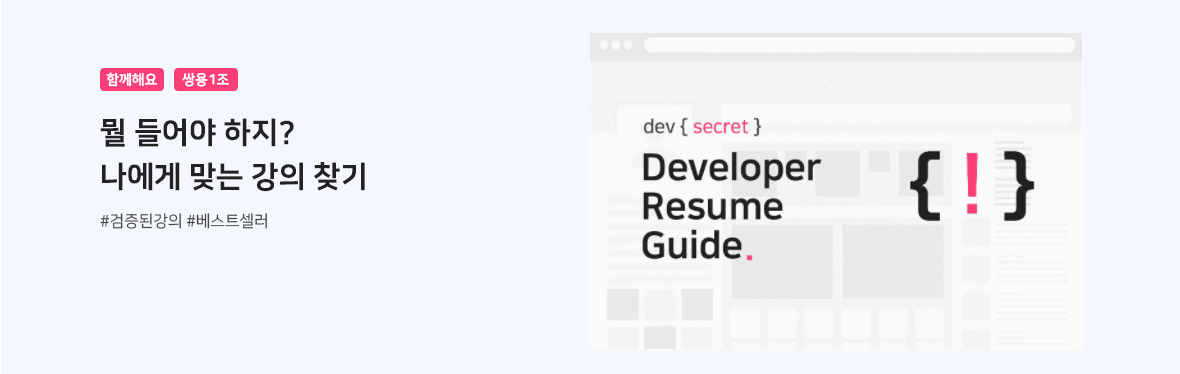 함께해요 쌍용1조
뭘 들어야 하지?
나에게 맞는 강의 찾기
#검증된강의 #베스트셀러
dev { secret }
Developer
Resume
Guide.
{ ! }